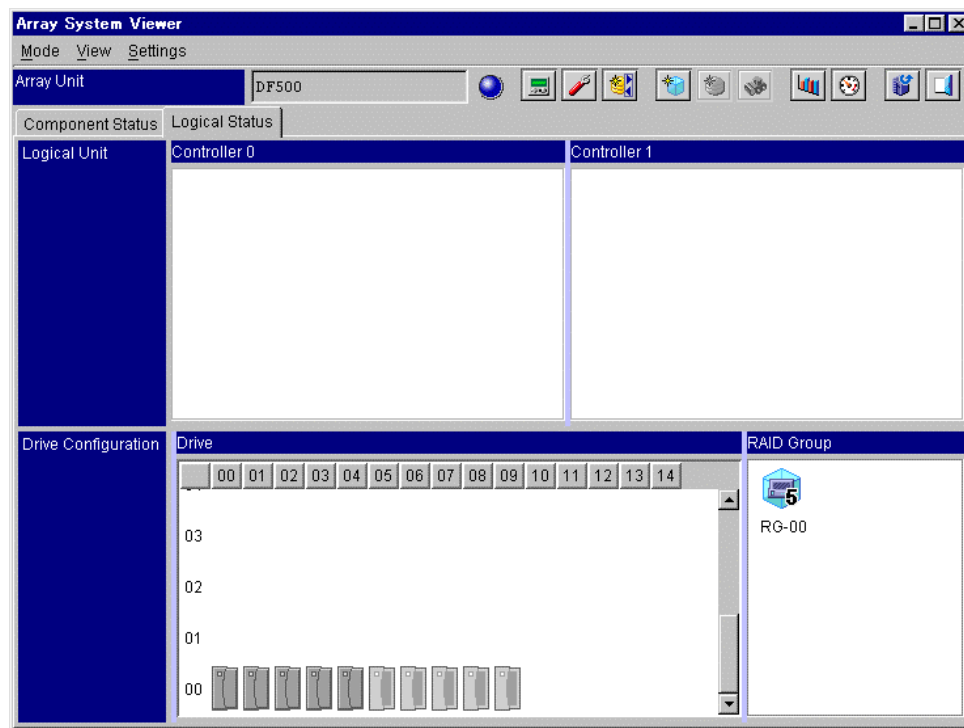 Array System Viewer
Mode View Settings
Array Unit DF500
Component Status Logical Status
Logical Unit Controller 0 Controller 1
Drive Configuration Drive RAID Group
00 01 02 03 04 05 06 07 08 09 10 11 12 13 14
5
03 RG-00
02
01
00